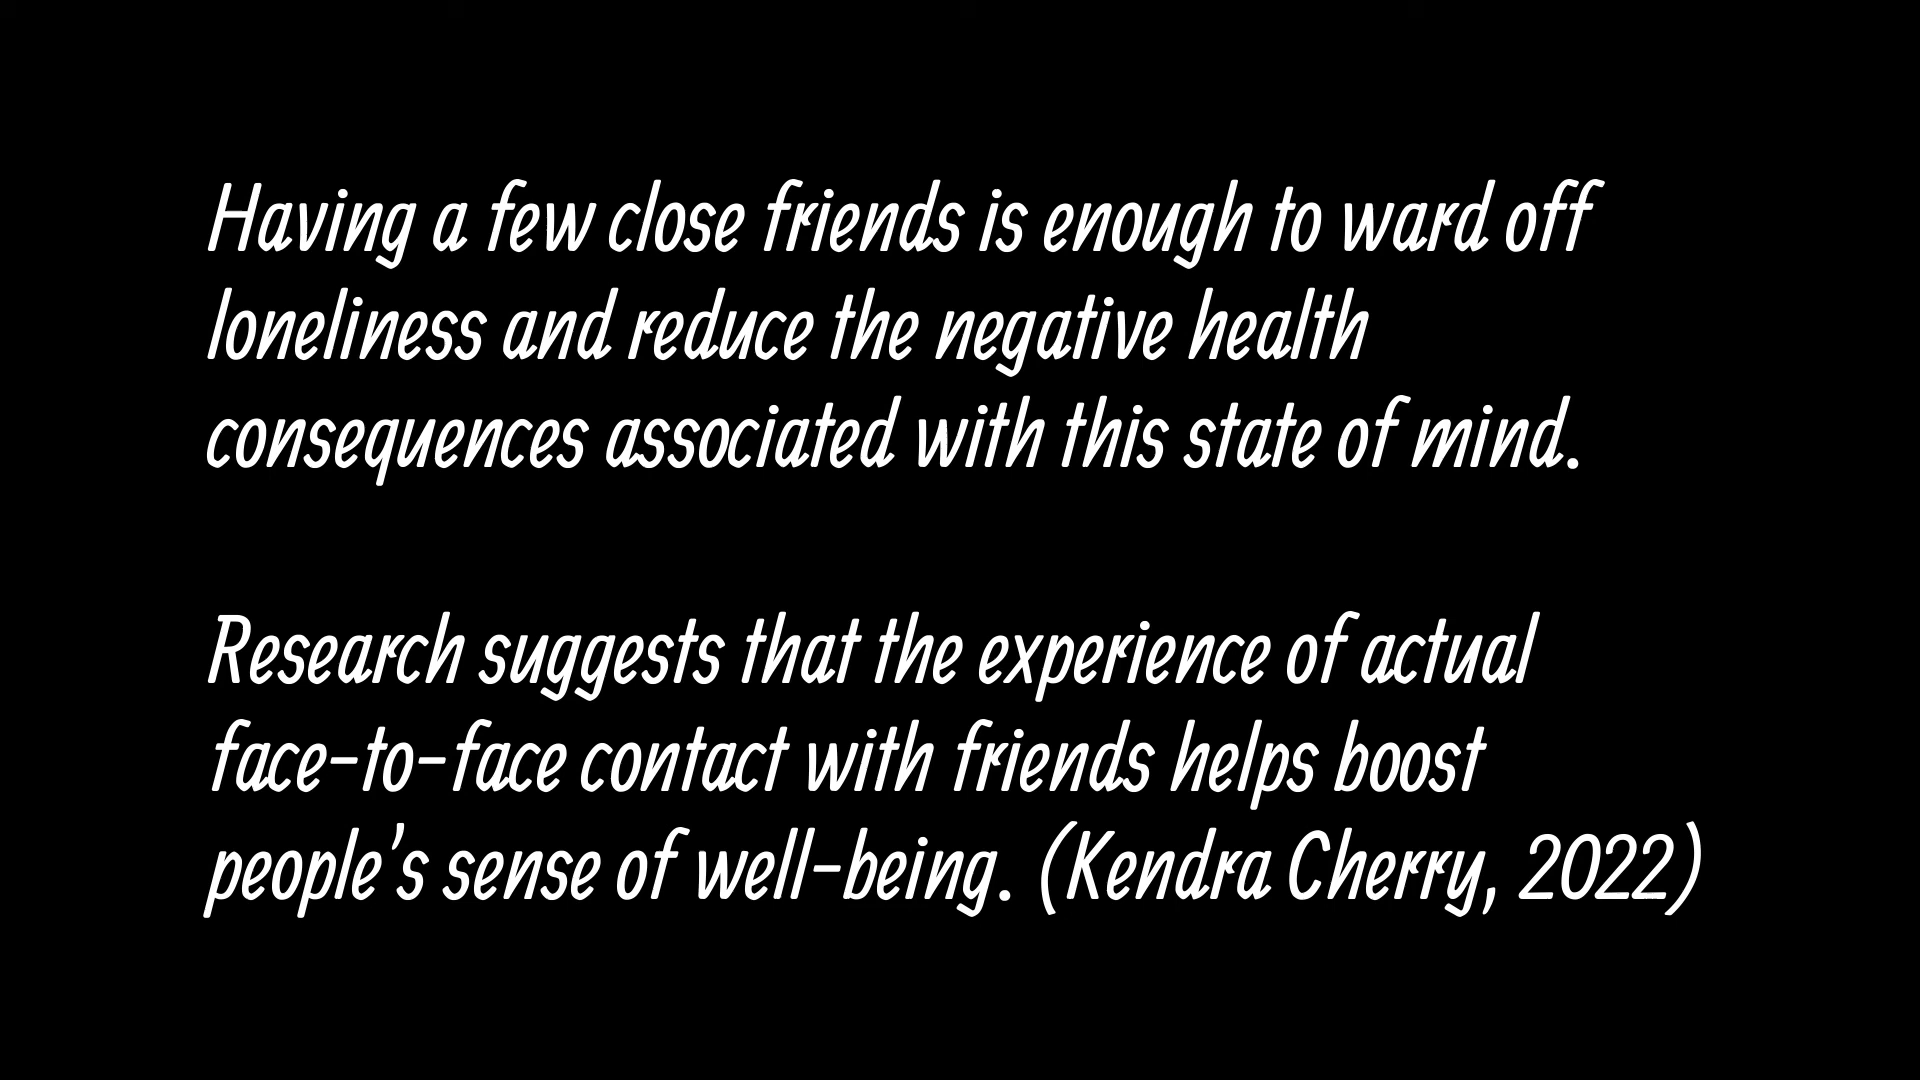 Having a few close friends is enough to ward off
loneliness and reduce the negative health
consequences associated with this state of mind.
Research suggests that the experience of actual
face-to-face contact with friends helps boost
people's sense of well-being. (Kendra Cherry, 2022)